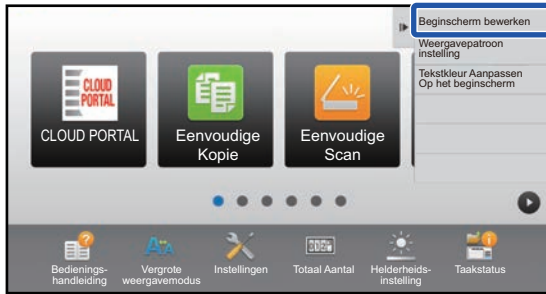 Beginscherm bewerken
Weergavepatroon
instelling
Tekstkleur Aanpassen
Op het beginscherm
CLOUD
PORTAL
CLOUD PORTAL
Eenvoudige
Kopie
Eenvoudige
Scan
Bedienings-
handleiding
Vergrote
weergavemodus
Instellingen
Totaal Aantal
Helderheids-
instelling
Taakstatus